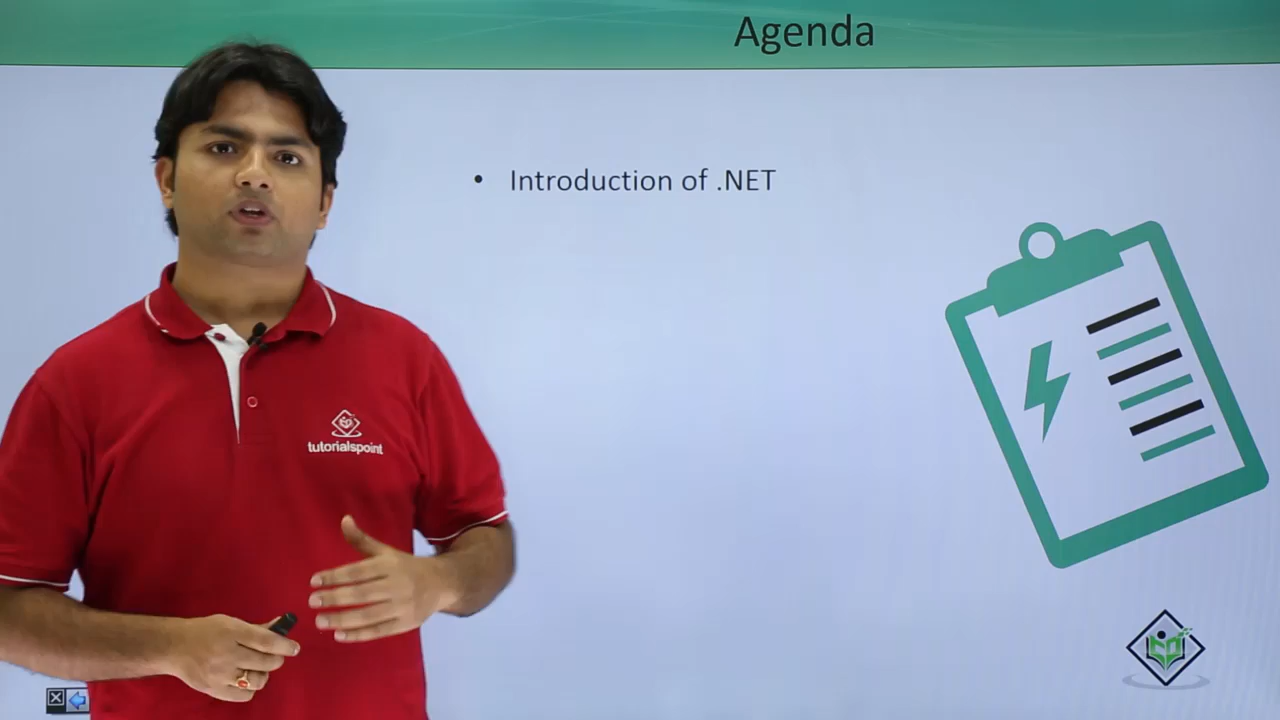 Agenda
• Introduction of .NET
tutorialspoint